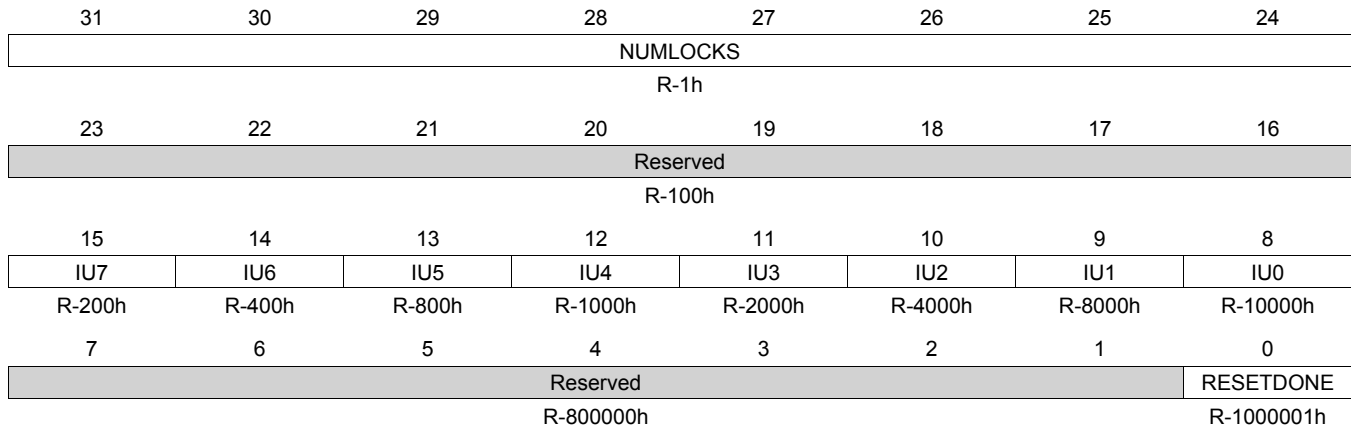 31 30 29 28 27 26 25 24
NUMLOCKS
R-1h
23 22 21 20 19 18 17 16
Reserved
R-100h
15 14 13 12 11 10 9 8
IU7 IU6 IU5 IU4 IU3 IU2 IU1 IU0
R-200h R-400h R-800h R-1000h R-2000h R-4000h R-8000h R-10000h
7 6 5 4 3 2 1 0
Reserved RESETDONE
R-800000h R-1000001h